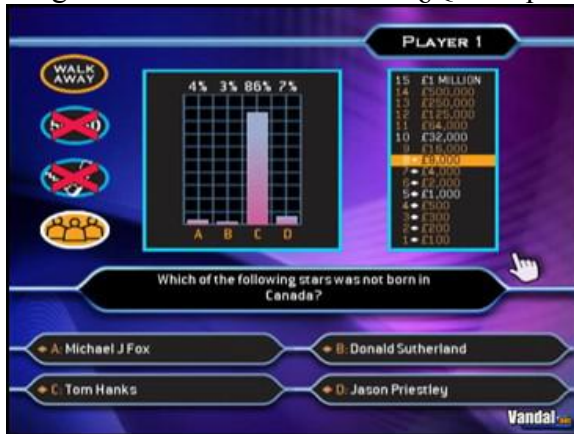 PLAYER 1
WALK
AWAY
4% 3% 86% 7%
A B C D
15 £1 MILLION
14 £500,000
13 £250,000
12 £125,000
11 £64,000
10 £32,000
9 £16,000
8 £8,000
7 £4,000
6 £2,000
5 £1,000
4 £500
3 £300
2 £200
1 £100
Which of the following stars was not born in
Canada?
A: Michael J Fox
B: Donald Sutherland
C: Tom Hanks
D: Jason Priestley
Vandal